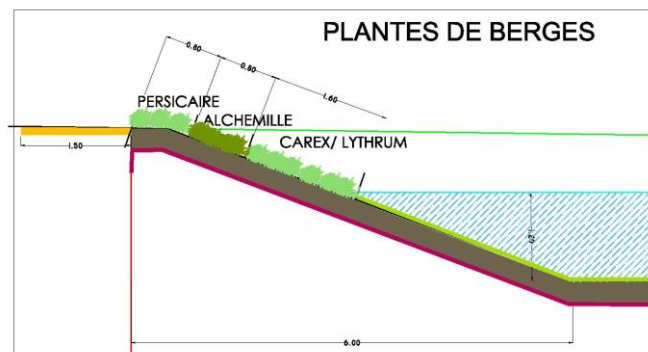 PLANTES DE BERGES
0.80
0.80
1.60
PERSICAIRE
ALCHEMILLE
CAREX/ LYTHRUM
1.50
6.00